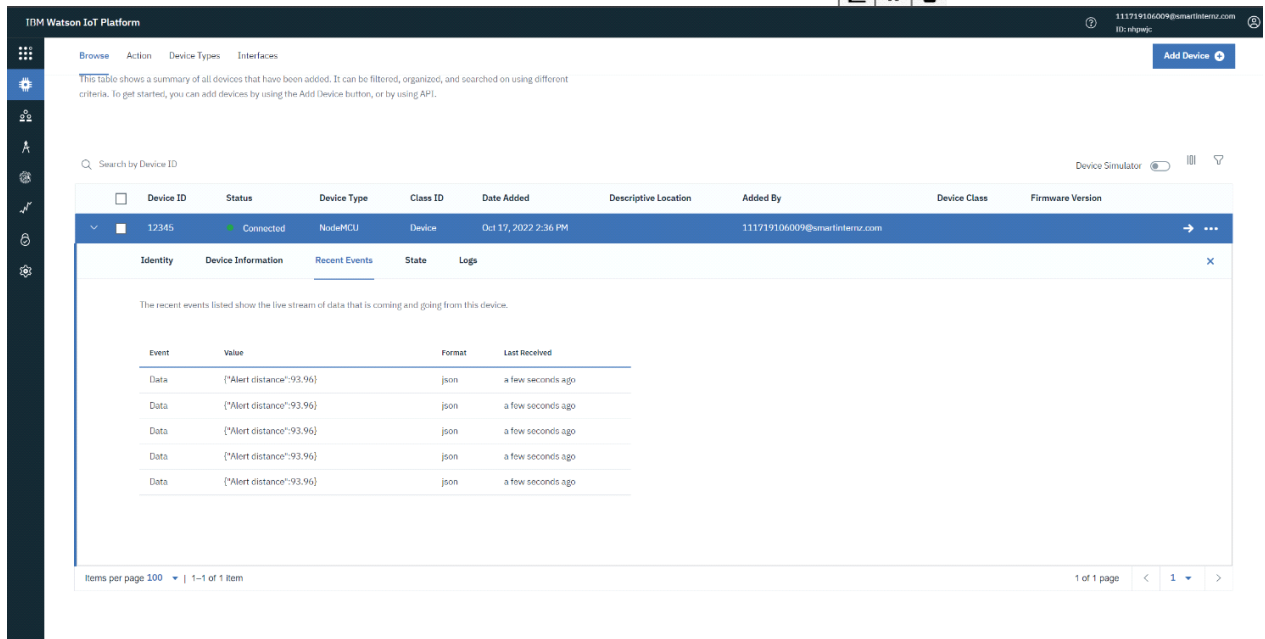 IBM Watson IoT Platform
111719106009@smartinternz.com
ID: nhpwjc
Browse Action Device Types Interfaces
Add Device
This table shows a summary of all devices that have been added. It can be filtered, organized, and searched on using different
criteria. To get started, you can add devices by using the Add Device button, or by using API.
Search by Device ID
Device Simulator
Device ID Status Device Type Class ID Date Added Descriptive Location Added By Device Class Firmware Version
12345 Connected NodeMCU Device Oct 17, 2022 2:36 PM 111719106009@smartinternz.com
Identity Device Information Recent Events State Logs
The recent events listed show the live stream of data that is coming and going from this device.
Event Value Format Last Received
Data {"Alert distance":93.96} json a few seconds ago
Data {"Alert distance":93.96} json a few seconds ago
Data {"Alert distance":93.96} json a few seconds ago
Data {"Alert distance":93.96} json a few seconds ago
Data {"Alert distance":93.96} json a few seconds ago
Items per page 100 | 1–1 of 1 item
1 of 1 page < 1 >